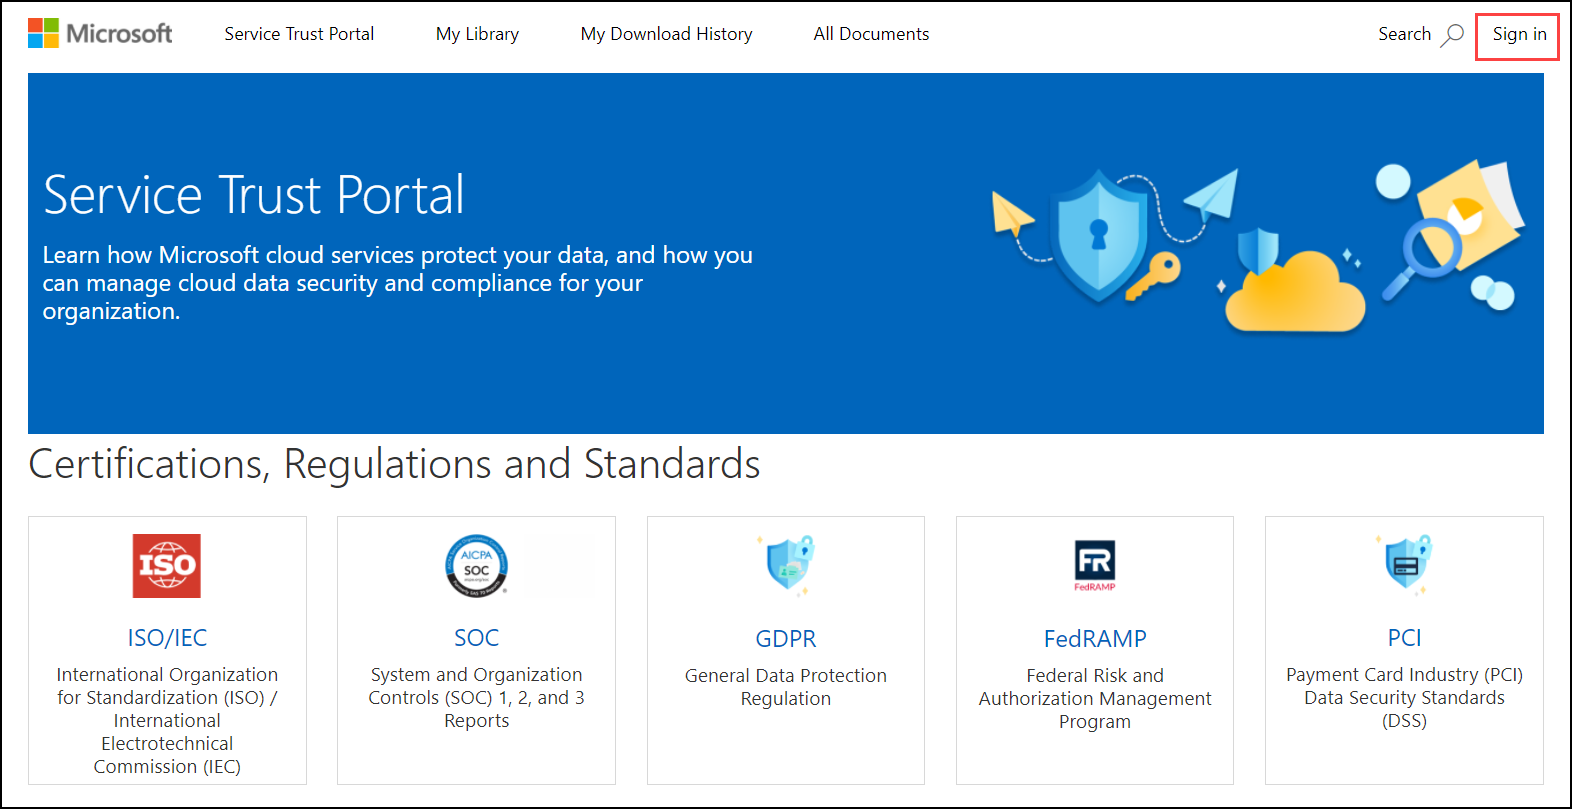 Microsoft Service Trust Portal My Library My Download History All Documents Search Sign in
Service Trust Portal
Learn how Microsoft cloud services protect your data, and how you
can manage cloud data security and compliance for your
organization.
Certifications, Regulations and Standards
ISO
ISO/IEC
International Organization
for Standardization (ISO) /
International
Electrotechnical
Commission (IEC)
AICPA
SOC
SOC
System and Organization
Controls (SOC) 1, 2, and 3
Reports
GDPR
General Data Protection
Regulation
FR
FedRAMP
FedRAMP
Federal Risk and
Authorization Management
Program
PCI
Payment Card Industry (PCI)
Data Security Standards
(DSS)